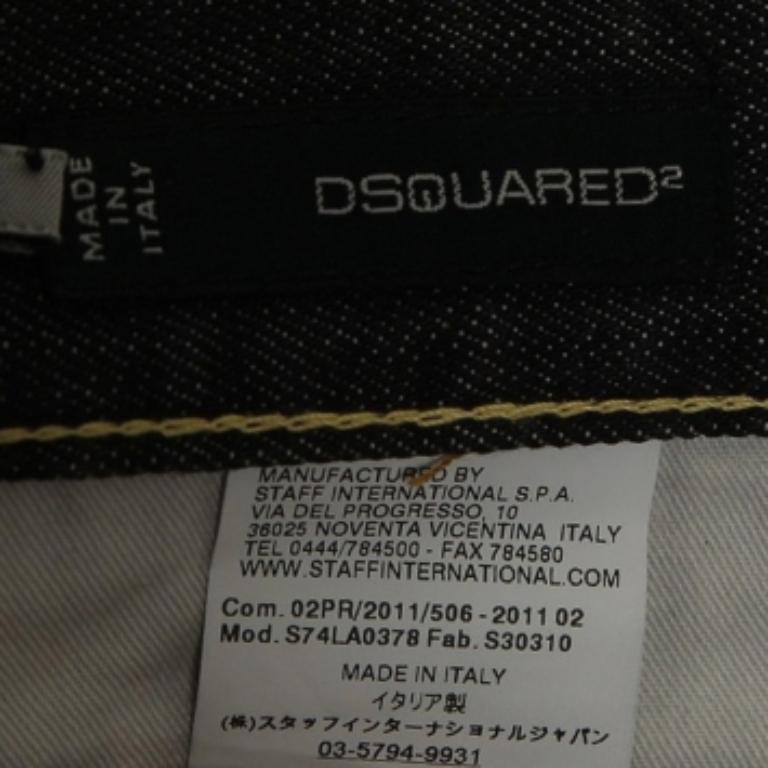 MADE
IN
ITALY
DSQUARED²
MANUFACTURED BY
STAFF INTERNATIONAL S.P.A.
VIA DEL PROGRESSO, 10
36025 NOVENTA VICENTINA ITALY
TEL 0444/784500 - FAX 784580
WWW.STAFFINTERNATIONAL.COM
Com. 02PR/2011/506 - 2011 02
Mod. S74LA0378 Fab. S30310
MADE IN ITALY
イタリア製
(株)スタッフインターナショナルジャパン
03-5794-9931